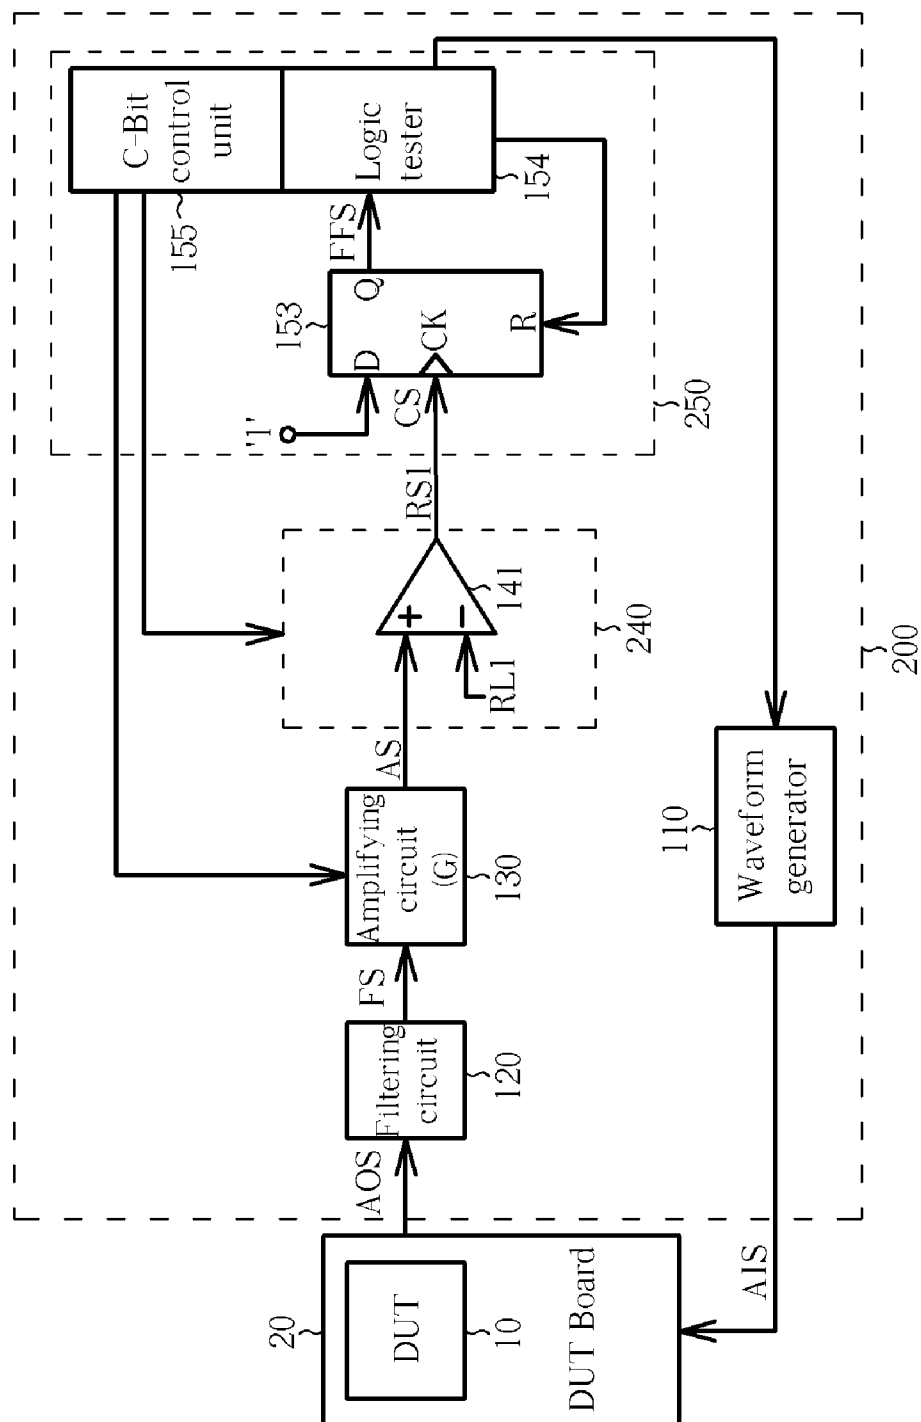 20
DUT
10
DUT Board
AOS
Filtering
circuit
120
FS
Amplifying
circuit
(G)
130
AS
+
−
RL1
141
240
RS1
'1'
CS
D
Q
CK
R
153
FFS
C-Bit
control
unit
155
Logic
tester
154
250
Waveform
generator
110
AIS
200